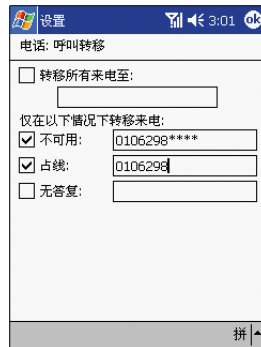 设置 3:01 ok
电话: 呼叫转移
转移所有来电至:
仅在以下情况下转移来电:
不可用: 0106298****
占线: 0106298
无答复:
拼